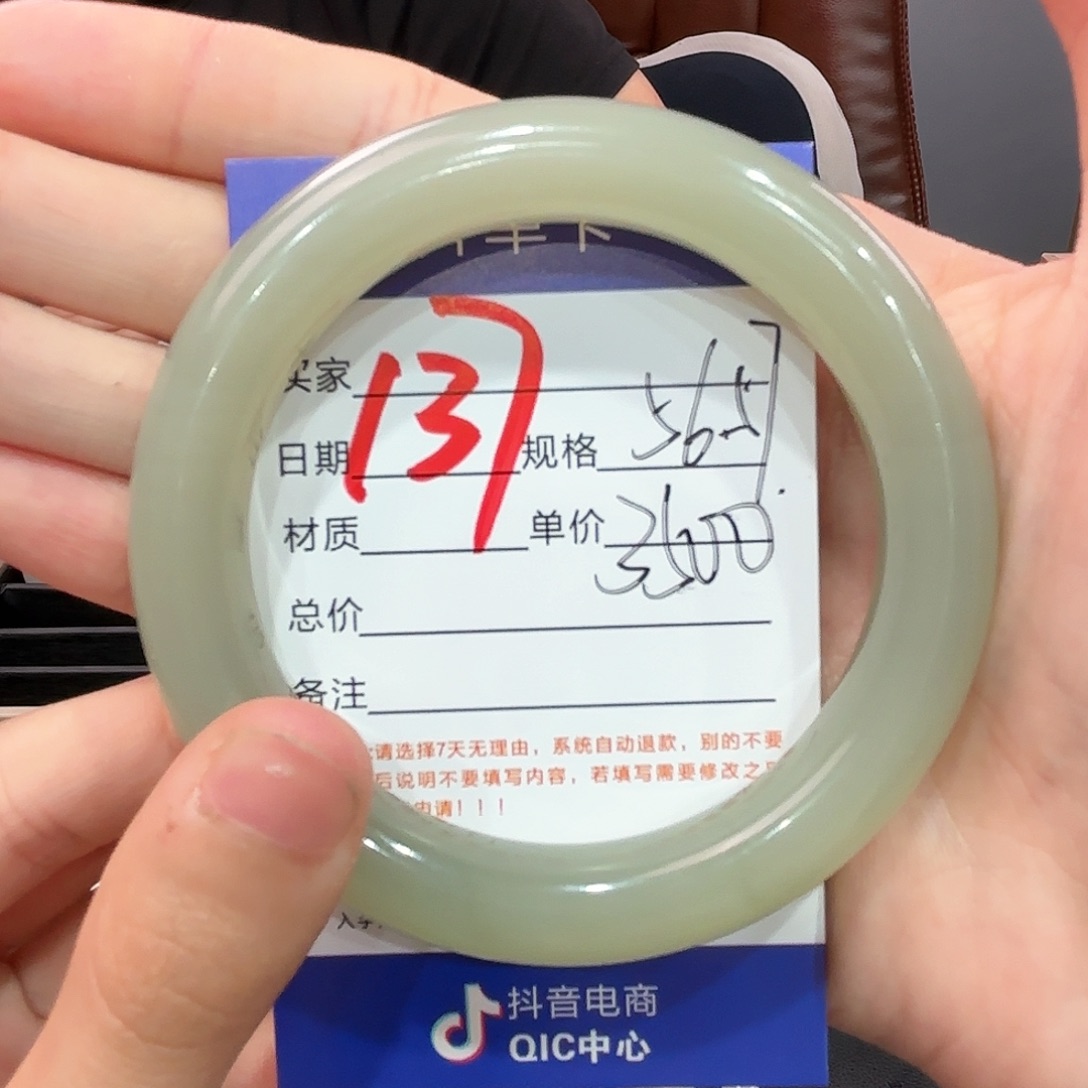 买家
137
日期 规格 56.5
材质 单价 3600
总价
备注
请选择7天无理由，系统自动退款，别的不要
后说明不要填写内容，若填写需要修改之后
申请！！！
抖音电商
QIC中心